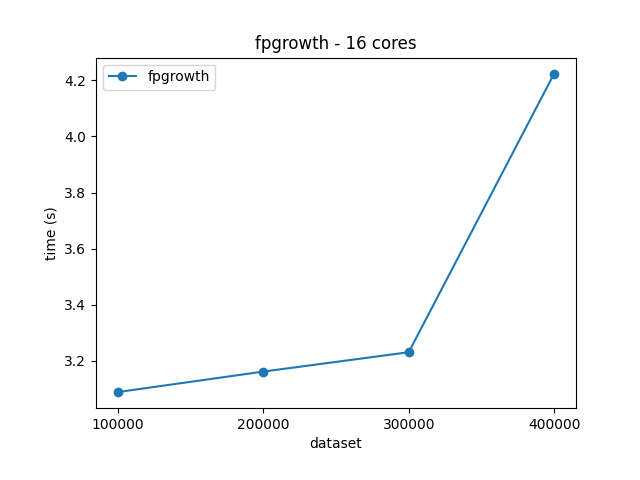 fpgrowth - 16 cores
fpgrowth
4.2
4.0
3.8
3.6
3.4
3.2
time (s)
100000 200000 300000 400000
dataset